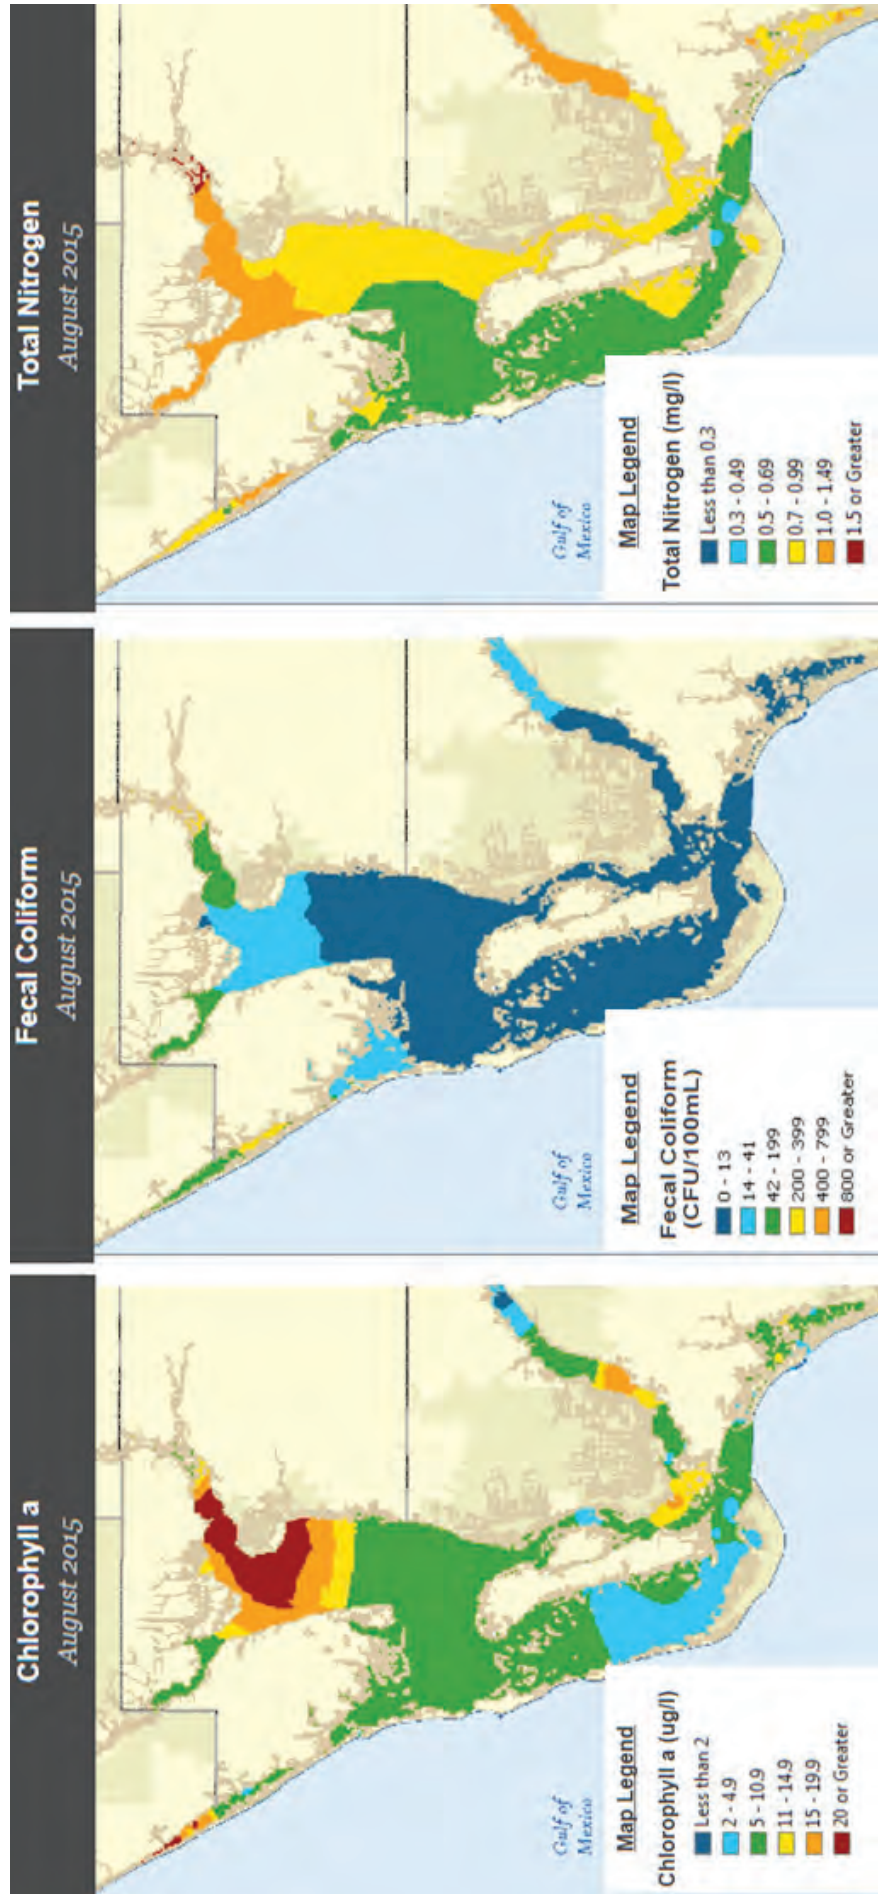 Chlorophyll a
August 2015
Gulf of
Mexico
Map Legend
Chlorophyll a (ug/l)
Less than 2
2 - 4.9
5 - 10.9
11 - 14.9
15 - 19.9
20 or Greater
Fecal Coliform
August 2015
Gulf of
Mexico
Map Legend
Fecal Coliform
(CFU/100mL)
0 - 13
14 - 41
42 - 199
200 - 399
400 - 799
800 or Greater
Total Nitrogen
August 2015
Gulf of
Mexico
Map Legend
Total Nitrogen (mg/l)
Less than 0.3
0.3 - 0.49
0.5 - 0.69
0.7 - 0.99
1.0 - 1.49
1.5 or Greater